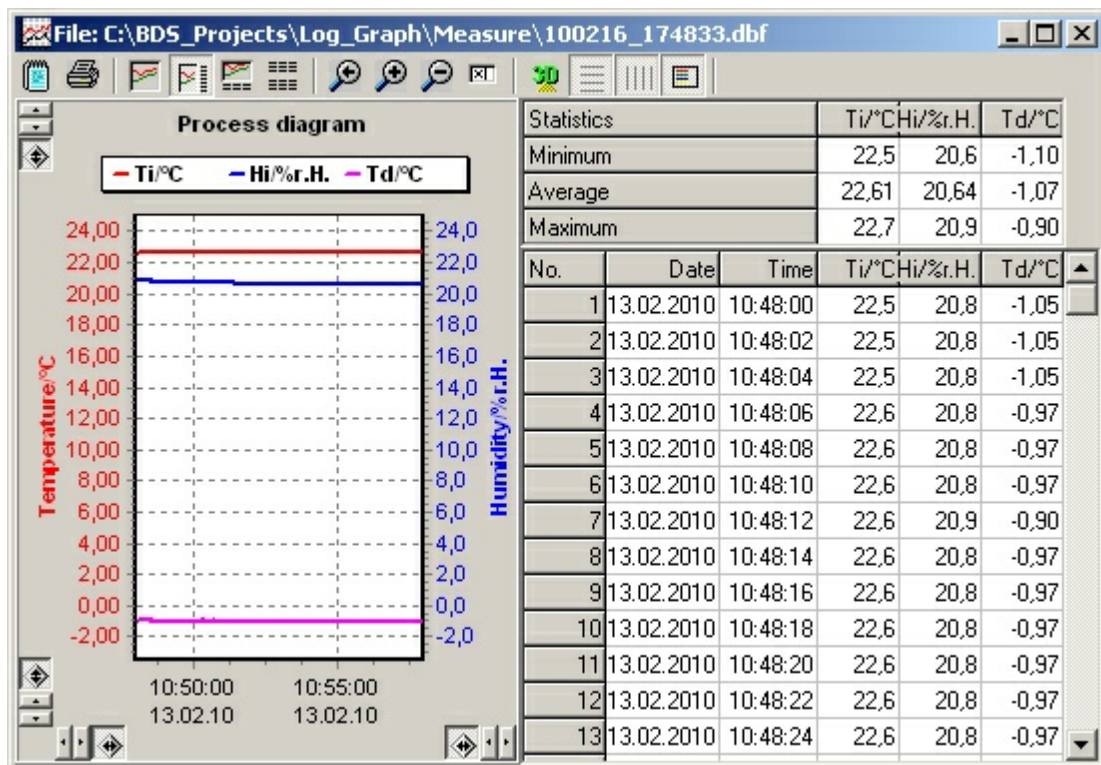 File: C:\BDS_Projects\Log_Graph\Measure\100216_174833.dbf
3D
Process diagram
Ti/°C Hi/%r.H. Td/°C
Temperature/°C
24,00
22,00
20,00
18,00
16,00
14,00
12,00
10,00
8,00
6,00
4,00
2,00
0,00
-2,00
24,0
22,0
20,0
18,0
16,0
14,0
12,0
10,0
8,0
6,0
4,0
2,0
0,0
-2,0
Humidity/%r.H.
10:50:00 10:55:00
13.02.10 13.02.10
Statistics Ti/°C Hi/%r.H. Td/°C
Minimum 22,5 20,6 -1,10
Average 22,61 20,64 -1,07
Maximum 22,7 20,9 -0,90
No. Date Time Ti/°C Hi/%r.H. Td/°C
1 13.02.2010 10:48:00 22,5 20,8 -1,05
2 13.02.2010 10:48:02 22,5 20,8 -1,05
3 13.02.2010 10:48:04 22,5 20,8 -1,05
4 13.02.2010 10:48:06 22,6 20,8 -0,97
5 13.02.2010 10:48:08 22,6 20,8 -0,97
6 13.02.2010 10:48:10 22,6 20,8 -0,97
7 13.02.2010 10:48:12 22,6 20,9 -0,90
8 13.02.2010 10:48:14 22,6 20,8 -0,97
9 13.02.2010 10:48:16 22,6 20,8 -0,97
10 13.02.2010 10:48:18 22,6 20,8 -0,97
11 13.02.2010 10:48:20 22,6 20,8 -0,97
12 13.02.2010 10:48:22 22,6 20,8 -0,97
13 13.02.2010 10:48:24 22,6 20,8 -0,97